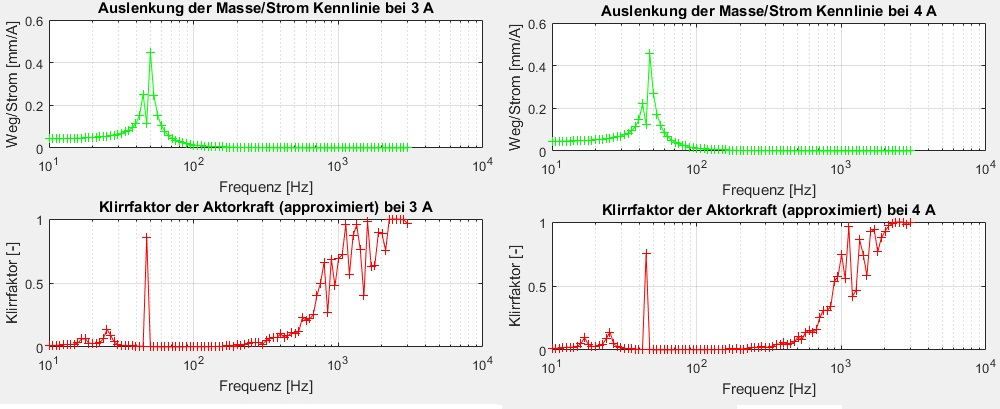 Auslenkung der Masse/Strom Kennlinie bei 3 A
Weg/Strom [mm/A]
0.6
0.4
0.2
0
10^1 10^2 10^3 10^4
Frequenz [Hz]
Auslenkung der Masse/Strom Kennlinie bei 4 A
Weg/Strom [mm/A]
0.6
0.4
0.2
0
10^1 10^2 10^3 10^4
Frequenz [Hz]
Klirrfaktor der Aktorkraft (approximiert) bei 3 A
Klirrfaktor [-]
1
0.5
0
10^1 10^2 10^3 10^4
Frequenz [Hz]
Klirrfaktor der Aktorkraft (approximiert) bei 4 A
Klirrfaktor [-]
1
0.5
0
10^1 10^2 10^3 10^4
Frequenz [Hz]